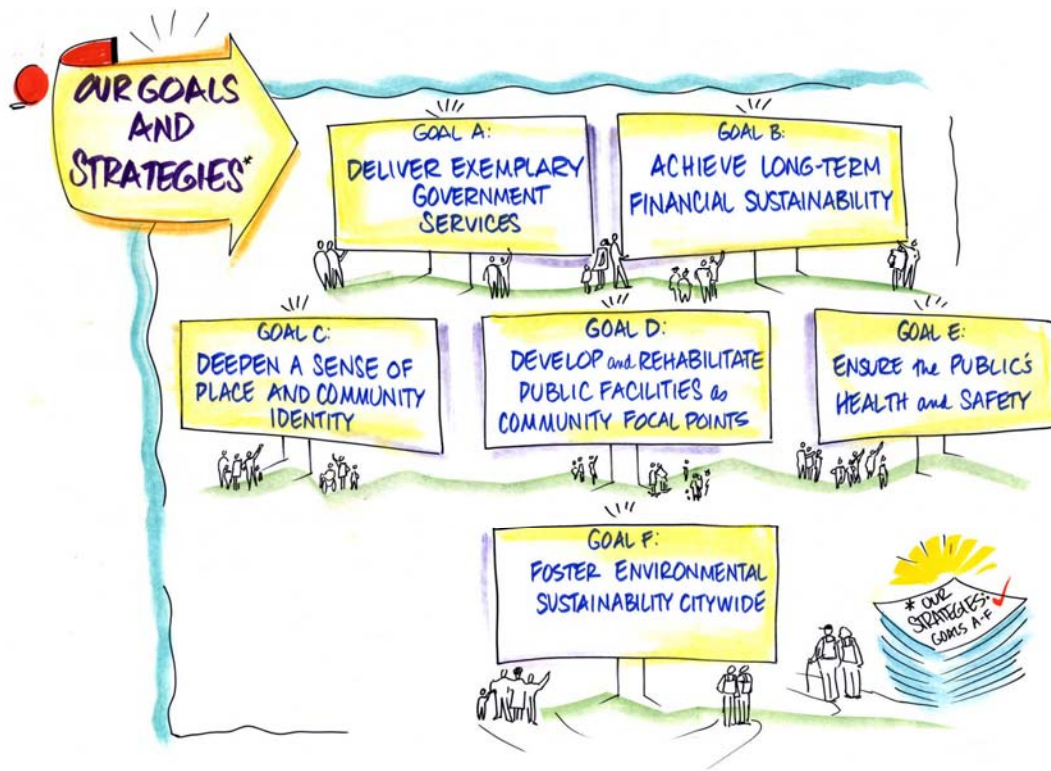 OUR GOALS
AND
STRATEGIES*
GOAL A:
DELIVER EXEMPLARY
GOVERNMENT
SERVICES
GOAL B:
ACHIEVE LONG-TERM
FINANCIAL SUSTAINABILITY
GOAL C:
DEEPEN A SENSE OF
PLACE AND COMMUNITY
IDENTITY
GOAL D:
DEVELOP and REHABILITATE
PUBLIC FACILITIES as
COMMUNITY FOCAL POINTS
GOAL E:
ENSURE the PUBLIC'S
HEALTH and SAFETY
GOAL F:
FOSTER ENVIRONMENTAL
SUSTAINABILITY CITYWIDE
* OUR
STRATEGIES:
GOALS A-F